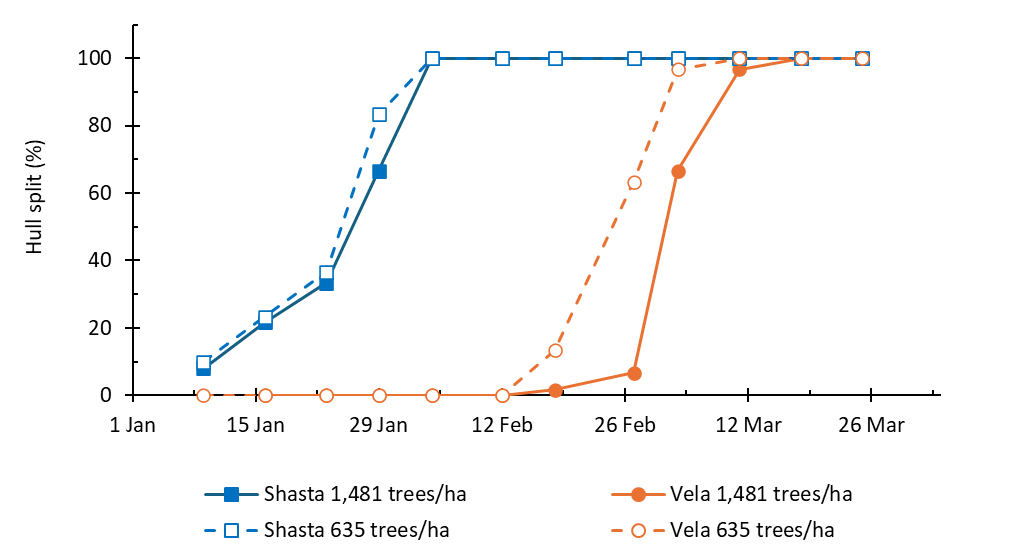 Hull split (%)
100
80
60
40
20
0
1 Jan 15 Jan 29 Jan 12 Feb 26 Feb 12 Mar 26 Mar
Shasta 1,481 trees/ha Vela 1,481 trees/ha
Shasta 635 trees/ha Vela 635 trees/ha